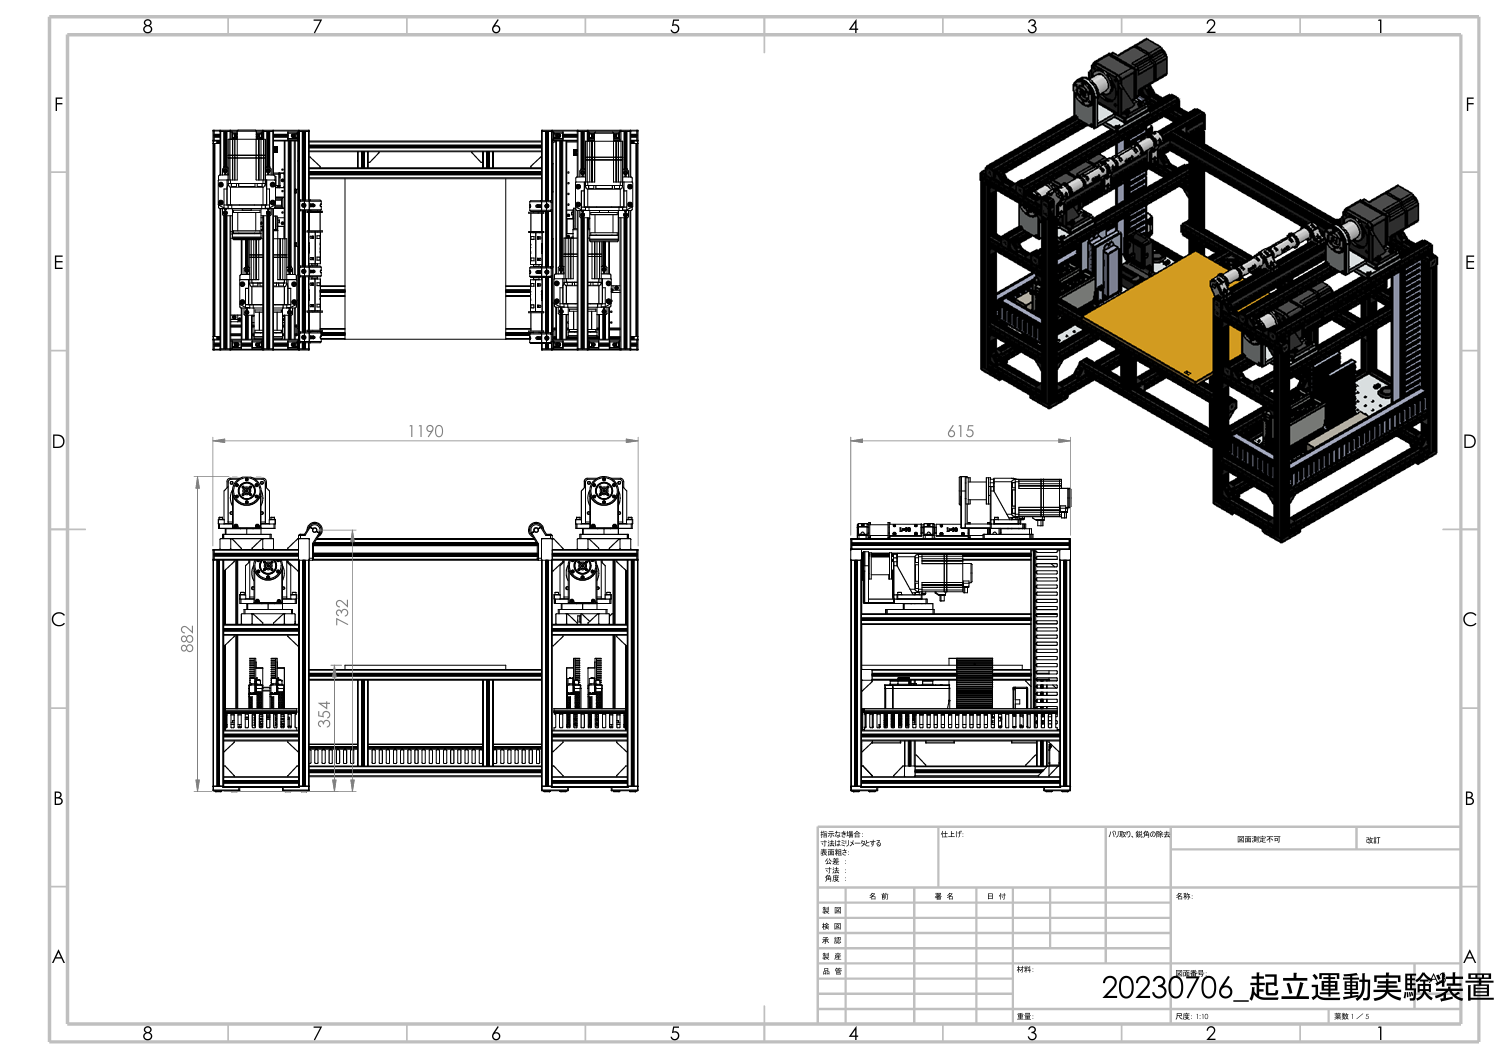 8 7 6 5 4 3 2 1
F F
E E
D D
C C
B B
A A
1190
615
882
732
354
指示なき場合:
寸法はミリメータとする
表面粗さ:
公差 :
寸法 :
角度 :
仕上げ:
バリ取り、鋭角の除去
図面測定不可
改訂
名 前 署 名 日 付
製 図
検 図
承 認
製 産
品 管
名称:
材料:
図面番号:
20230706_起立運動実験装置
重量:
尺度: 1:10
葉数 1 / 5
8 7 6 5 4 3 2 1